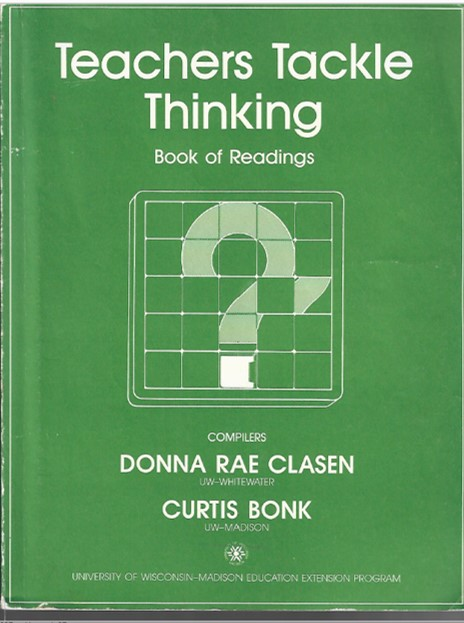 Teachers Tackle
Thinking
Book of Readings
COMPILERS
DONNA RAE CLASEN
UW–WHITEWATER
CURTIS BONK
UW–MADISON
UNIVERSITY OF WISCONSIN–MADISON EDUCATION EXTENSION PROGRAM